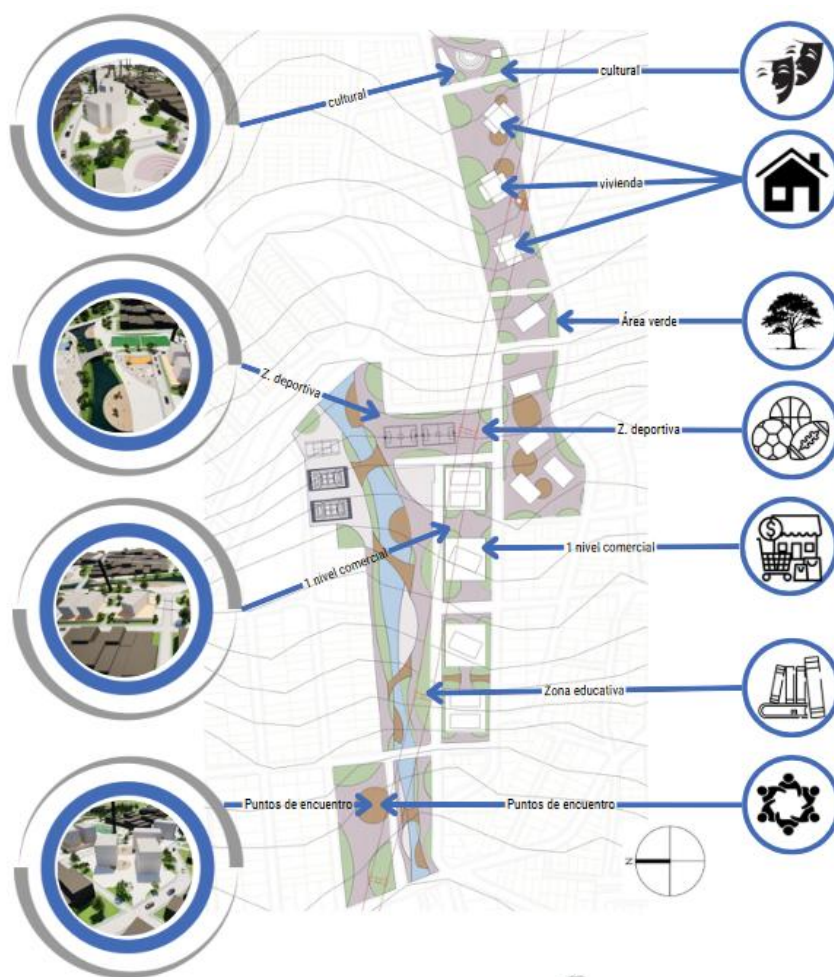 cultural
cultural
vivienda
Área verde
Z. deportiva
Z. deportiva
1 nivel comercial
1 nivel comercial
Zona educativa
Puntos de encuentro
Puntos de encuentro
N